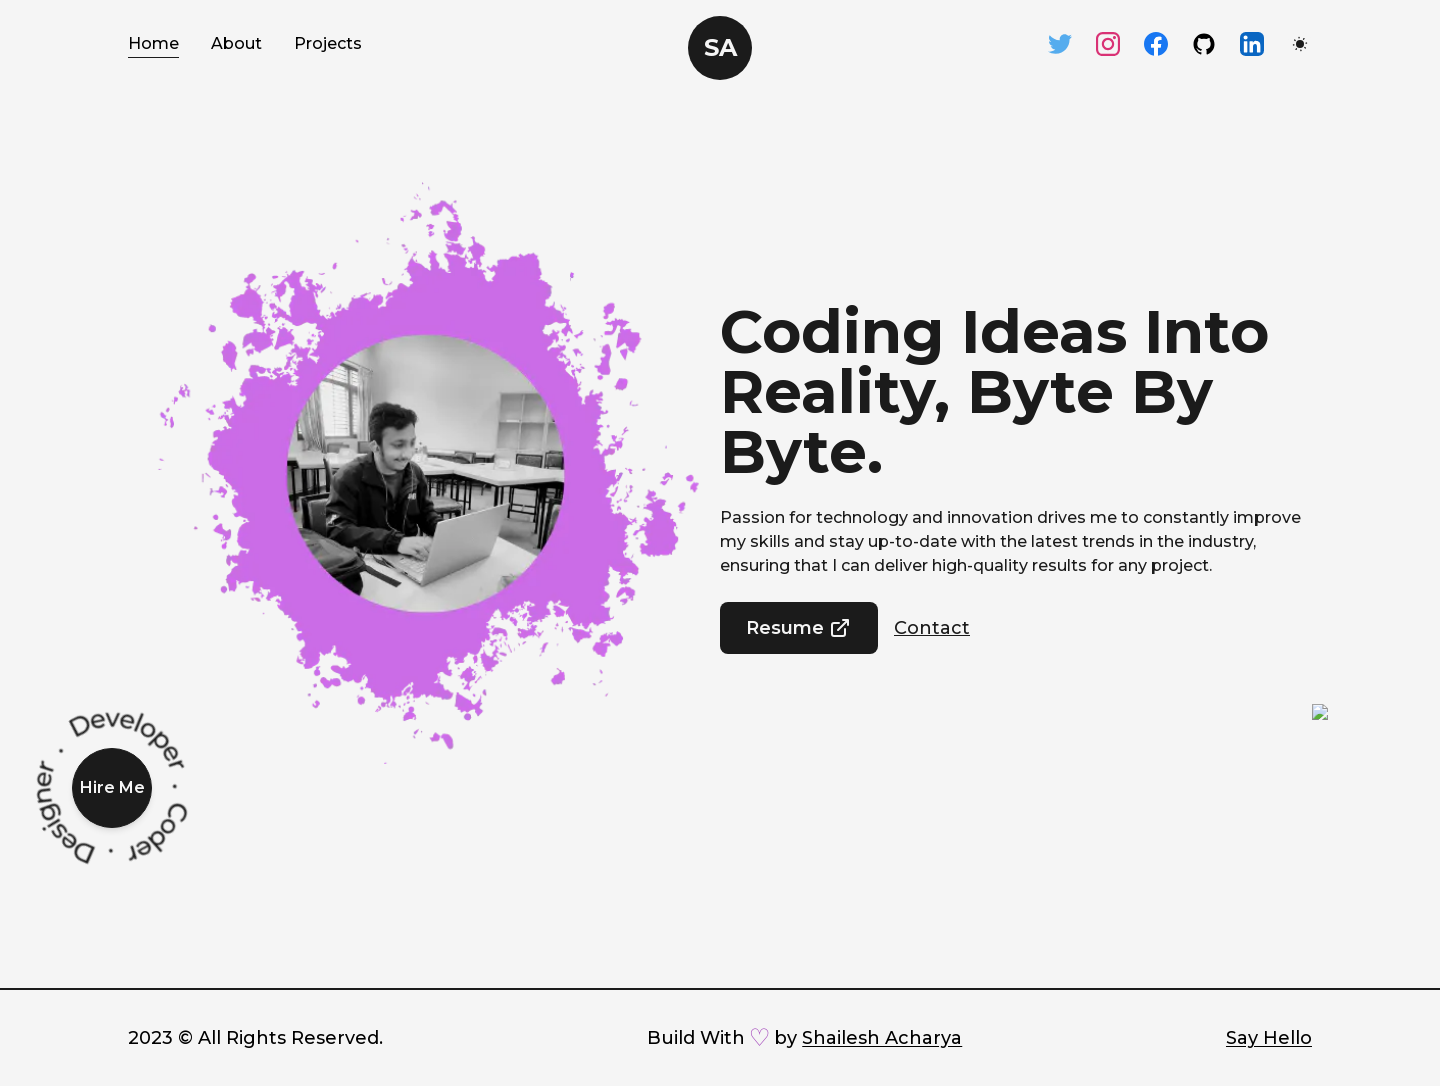 Home About Projects
SA
Coding Ideas Into
Reality, Byte By
Byte.
Passion for technology and innovation drives me to constantly improve
my skills and stay up-to-date with the latest trends in the industry,
ensuring that I can deliver high-quality results for any project.
Resume Contact
Developer · Coder · Designer ·
Hire Me
2023 © All Rights Reserved. Build With ♡ by Shailesh Acharya Say Hello